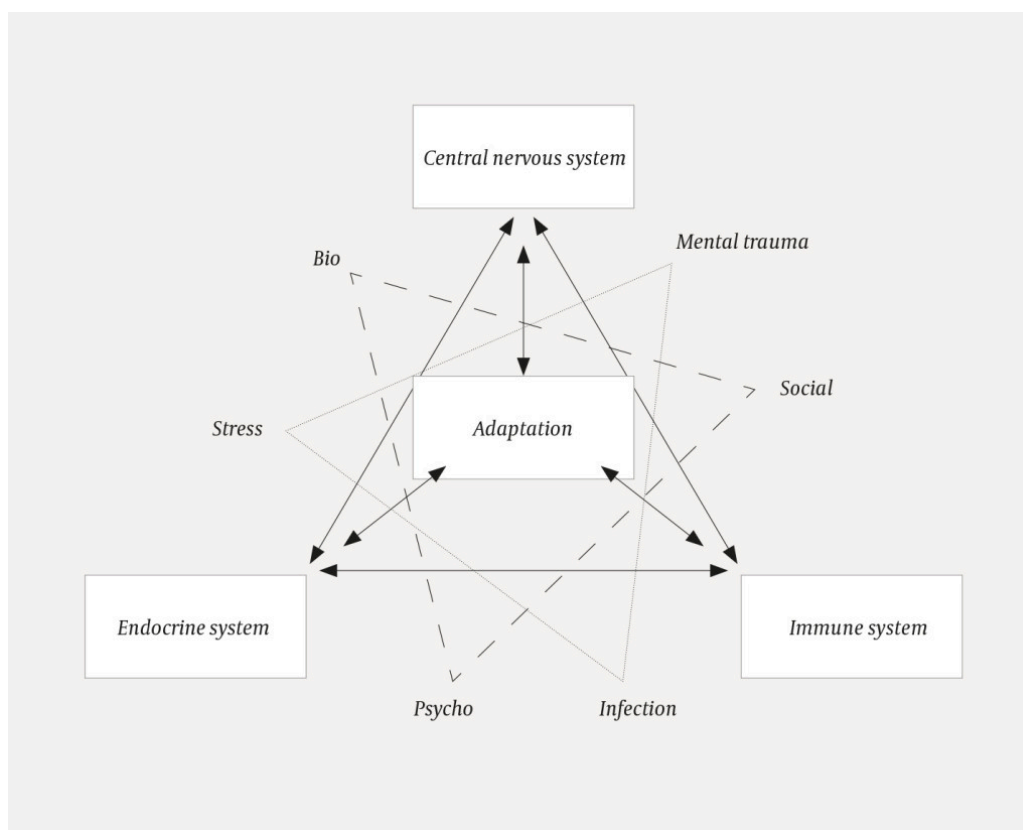 Central nervous system
Mental trauma
Bio
Social
Adaptation
Stress
Endocrine system
Immune system
Psycho
Infection